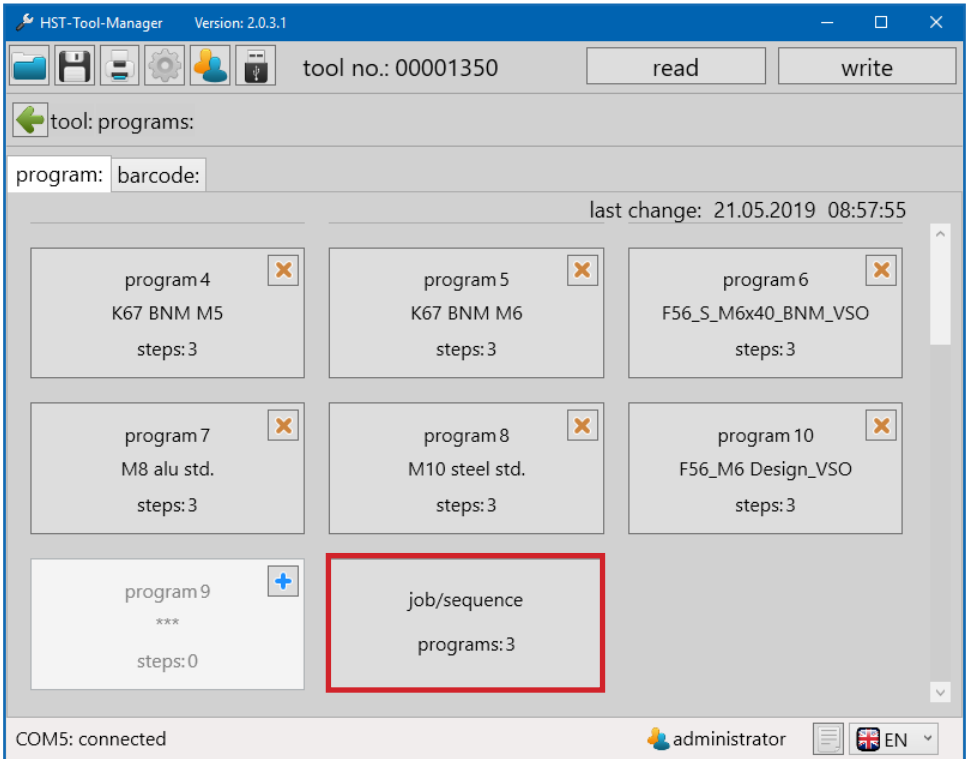 HST-Tool-Manager Version: 2.0.3.1
tool no.: 00001350 read write
tool: programs:
program: barcode:
last change: 21.05.2019 08:57:55
program 4
K67 BNM M5
steps: 3
program 5
K67 BNM M6
steps: 3
program 6
F56_S_M6x40_BNM_VSO
steps: 3
program 7
M8 alu std.
steps: 3
program 8
M10 steel std.
steps: 3
program 10
F56_M6 Design_VSO
steps: 3
program 9
***
steps: 0
job/sequence
programs: 3
COM5: connected administrator EN